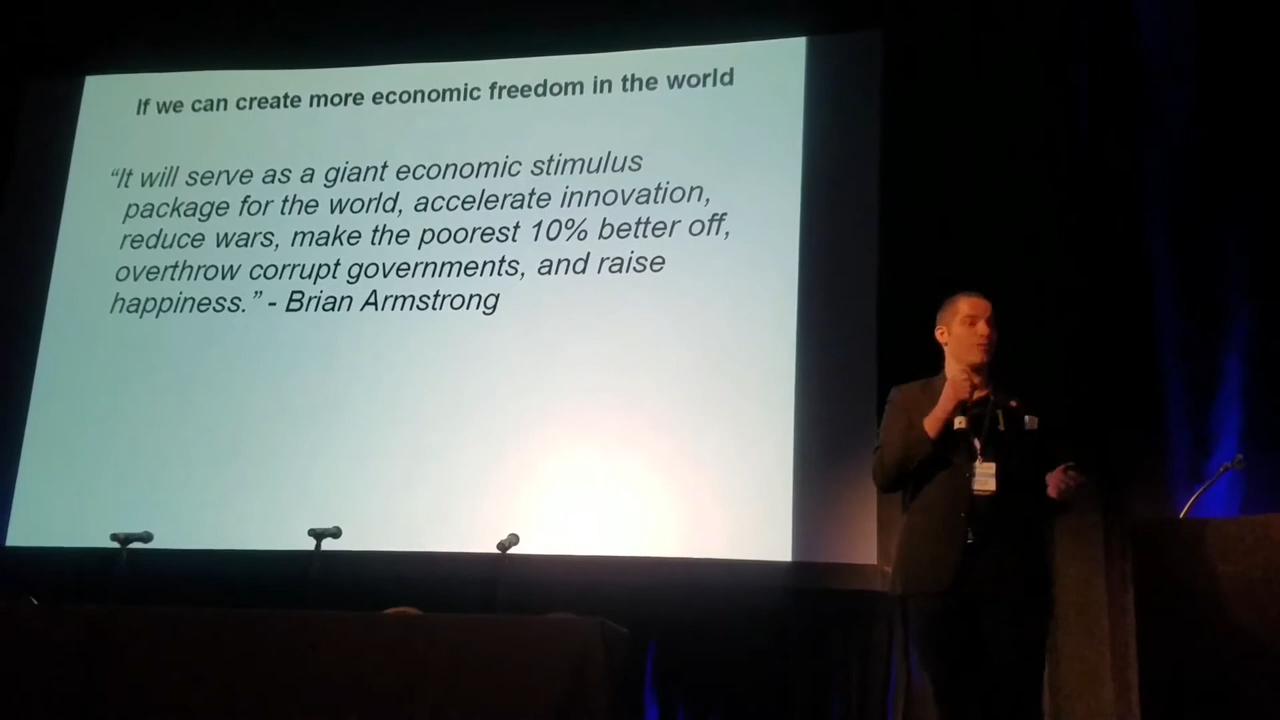 If we can create more economic freedom in the world
“It will serve as a giant economic stimulus
package for the world, accelerate innovation,
reduce wars, make the poorest 10% better off,
overthrow corrupt governments, and raise
happiness.” - Brian Armstrong